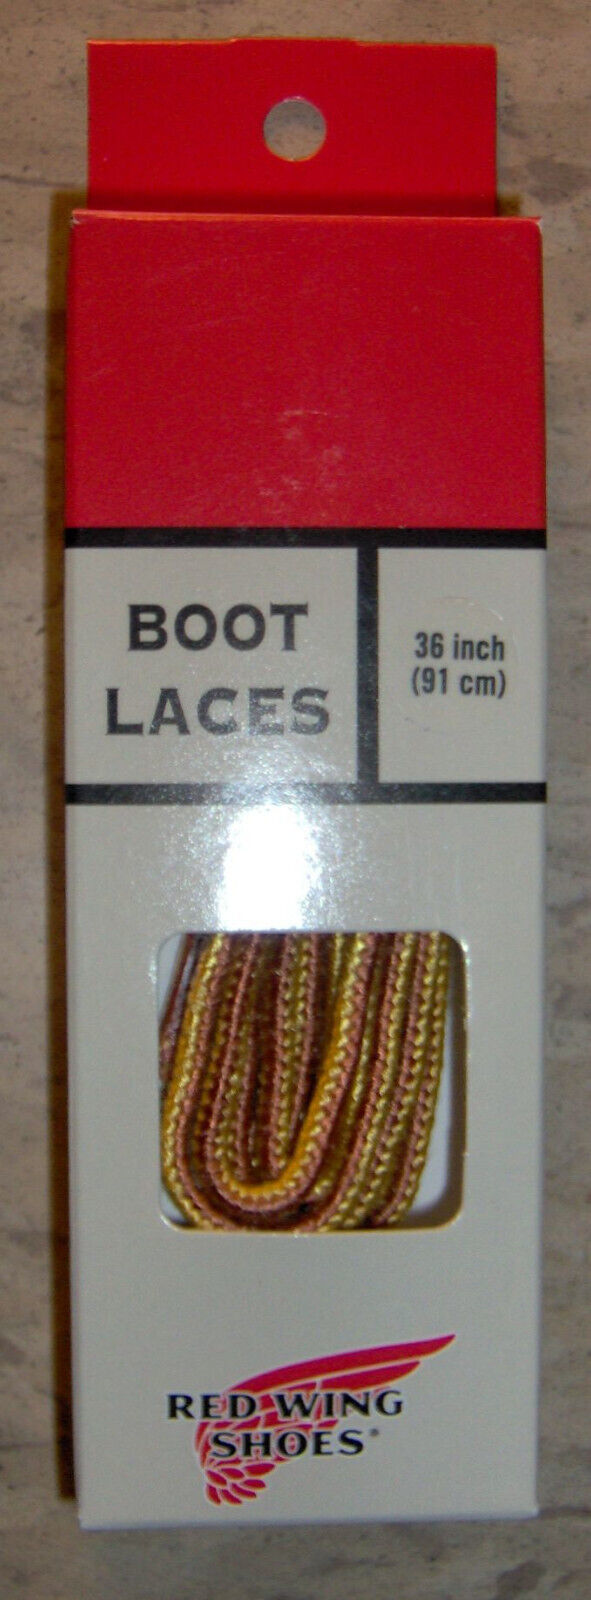 BOOT
LACES
36 inch
(91 cm)
RED WING
SHOES®